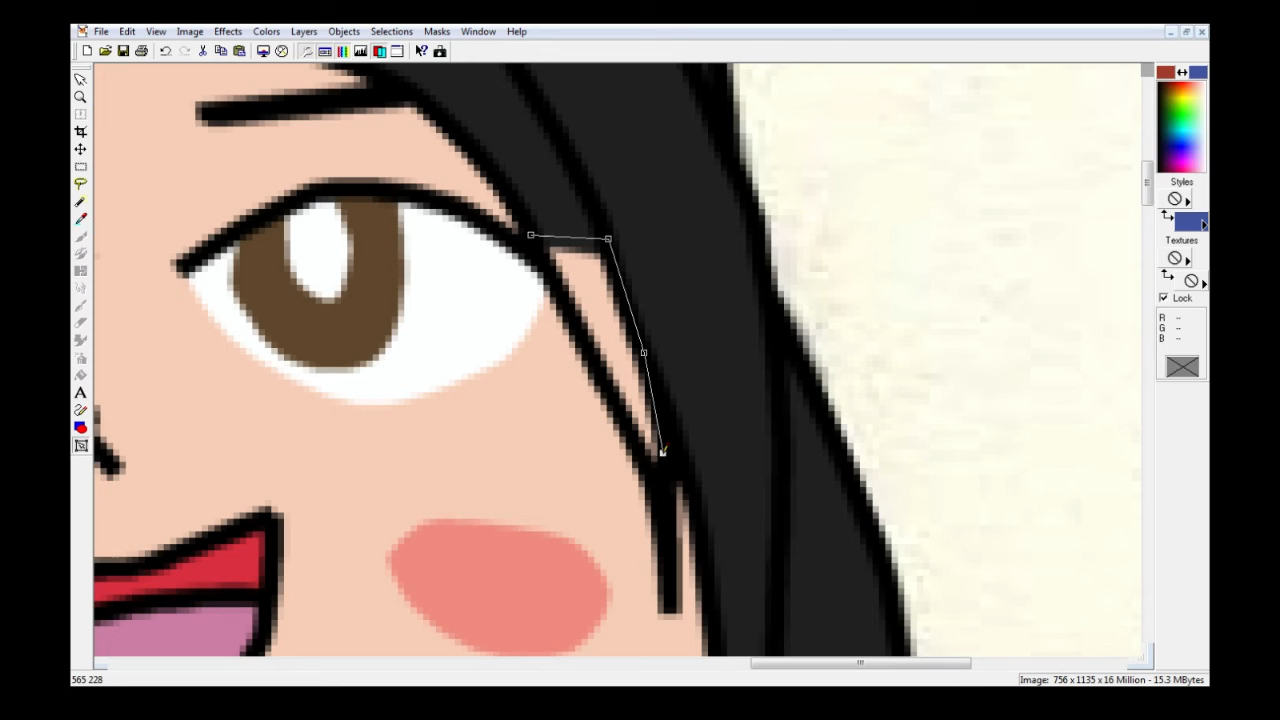 File Edit View Image Effects Colors Layers Objects Selections Masks Window Help
Styles
Textures
Lock
R --
G --
B --
A
565 228
Image: 756 x 1135 x 16 Million - 15.3 MBytes